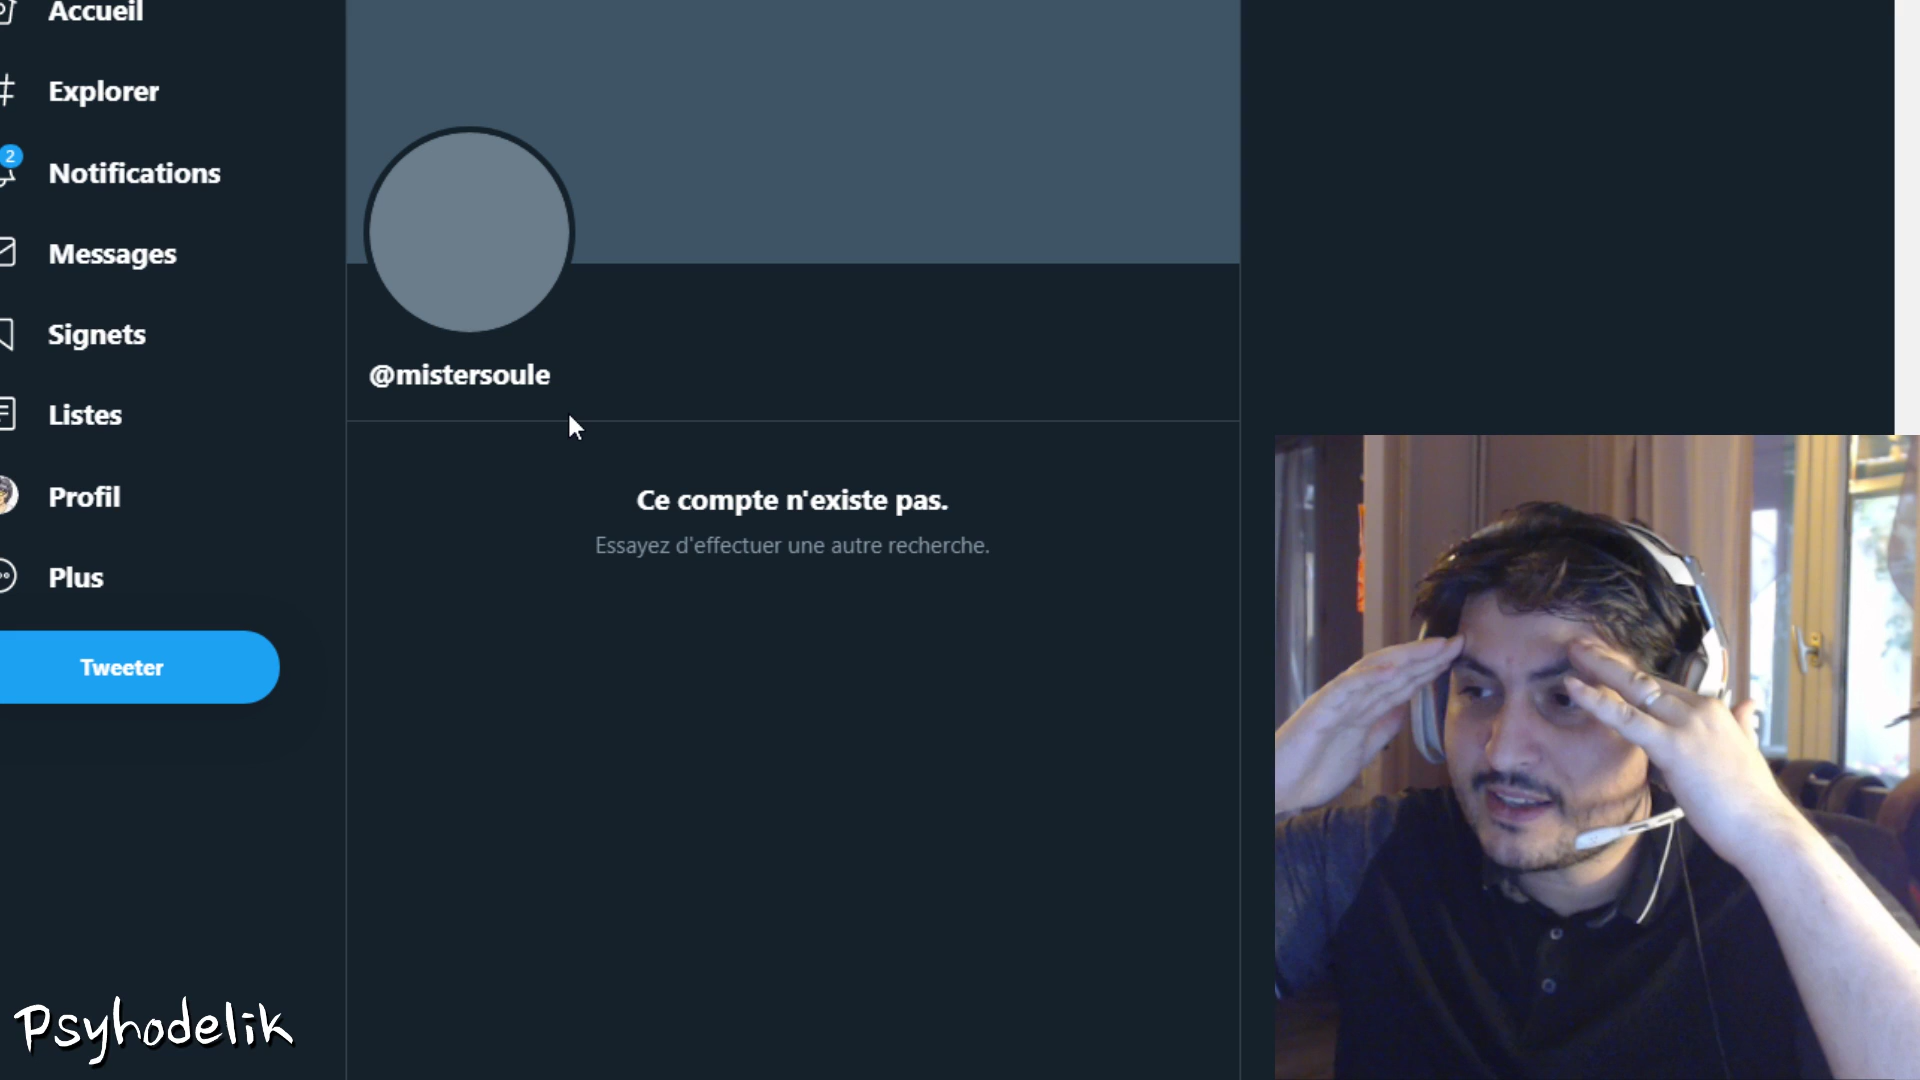 Accueil
Explorer
2
Notifications
Messages
Signets
Listes
Profil
Plus
Tweeter
@mistersoule
Ce compte n'existe pas.
Essayez d'effectuer une autre recherche.
Psyhodelik